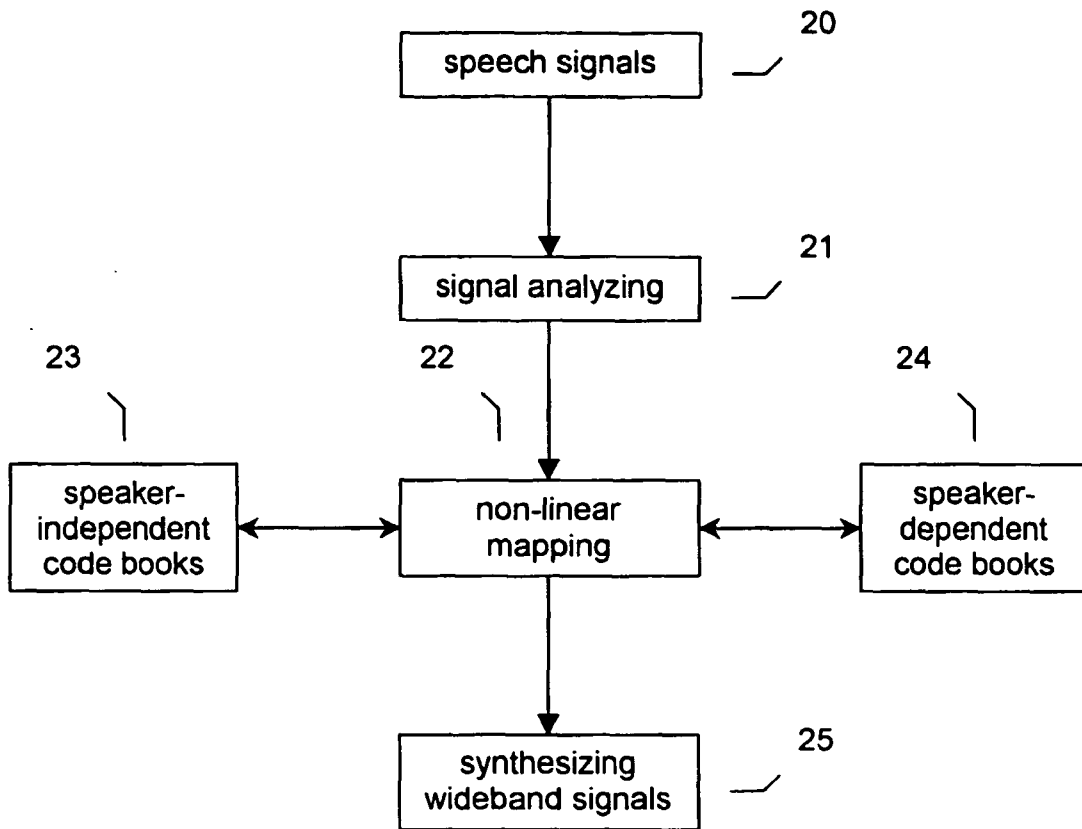 20
speech signals
21
signal analyzing
23
22
24
speaker-
independent
code books
non-linear
mapping
speaker-
dependent
code books
25
synthesizing
wideband signals